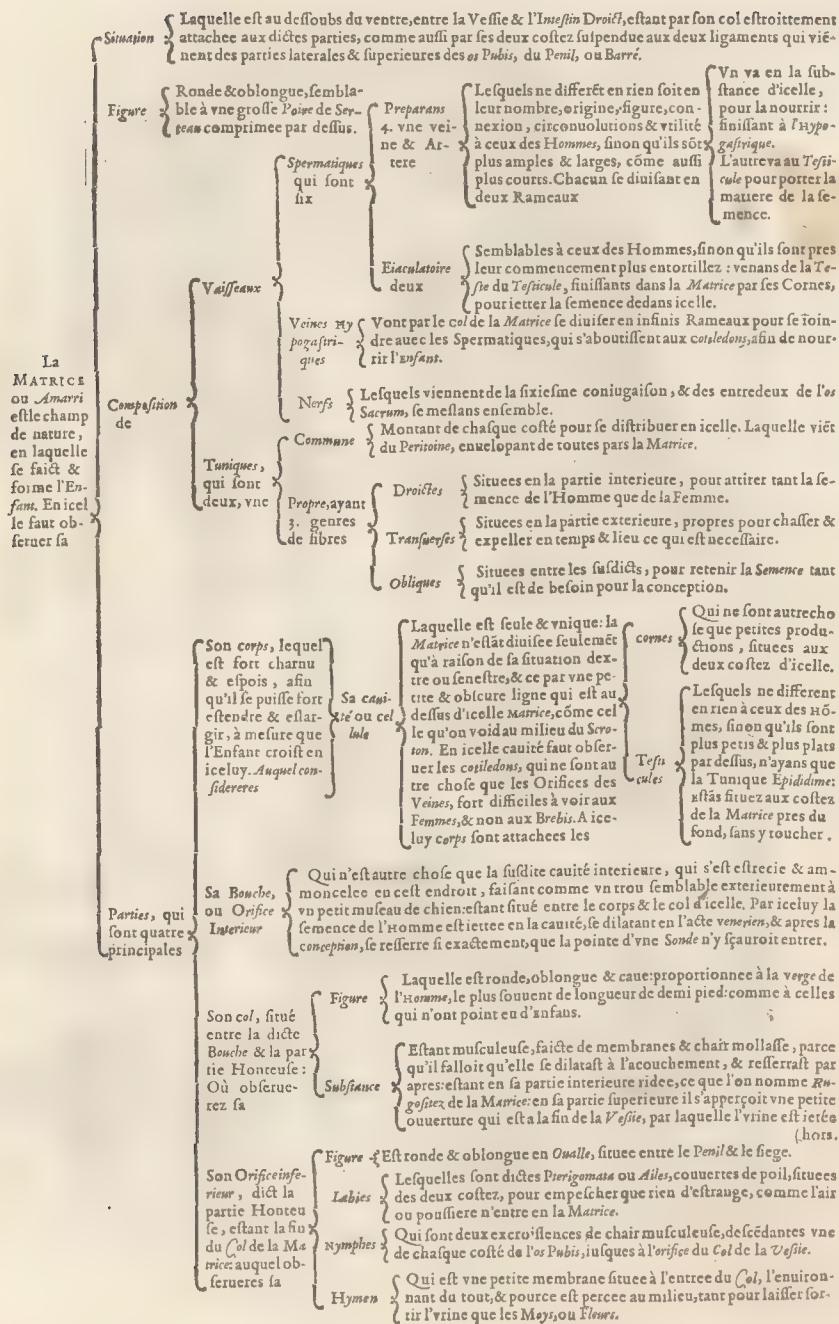 La
MATRICE
ou Amarri
est le champ
de nature,
en laquelle
se faict &
forme l'En-
fant. En icel
le faut ob-
seruer sa
Situation
Laquelle est au dessoubs du ventre, entre la Vessie & l'Intestin Droict, estant par son col estroittement
attachee aux dictes parties, comme aussi par ses deux costez suspendue aux deux ligaments qui vié-
nent des parties laterales & superieures des os Pubis, du Penil, ou Barré.
Figure
Ronde & oblongue, sembla-
ble à vne grosse Poire de Ser-
teau comprimee par dessus.
Composition
de
Vaisseaux
Spermatiques
qui sont
six
Preparans
4. vne vei-
ne & Ar-
tere
Lesquels ne differét en rien soit en
leur nombre, origine, figure, con-
nexion, circonuolutions & vtilité
à ceux des Hommes, sinon qu'ils sôt
plus amples & larges, côme aussi
plus courts. Chacun se diuisant en
deux Rameaux
Vn va en la sub-
stance d'icelle,
pour la nourrir:
finissant à l'Hypo-
gastrique.
L'autre va au Testi-
cule pour porter la
matiere de la se-
mence.
Eiaculatoire
deux
Semblables à ceux des Hommes, sinon qu'ils sont pres
leur commencement plus entortillez : venans de la Te-
ste du Testicule, finissants dans la Matrice par ses Cornes,
pour ietter la semence dedans icelle.
Veines Hy
pogastri-
ques
Vont par le col de la Matrice se diuiser en infinis Rameaux pour se ioin-
dre auec les Spermatiques, qui s'aboutissent aux cotiledons, afin de nour-
rir l'Enfant.
Nerfs
Lesquels viennent de la sixiesme coniugaison, & des entredeux de l'os
Sacrum, se meslans ensemble.
Tuniques,
qui sont
deux, vne
Commune
Montant de chasque costé pour se distribuer en icelle. Laquelle viét
du Peritoine, enuelopant de toutes pars la Matrice.
Propre, ayant
3. genres
de fibres
Droictes
Situees en la partie interieure, pour attirer tant la se-
mence de l'Homme que de la Femme.
Transuerses
Situees en la partie exterieure, propres pour chasser &
expeller en temps & lieu ce qui est necessaire.
Obliques
Situees entre les susdicts, pour retenir la Semence tant
qu'il est de besoin pour la conception.
Parties, qui
sont quatre
principales
Son corps, lequel
est fort charnu
& espois, afin
qu'il se puisse fort
estendre & eslar-
gir, à mesure que
l'Enfant croist en
iceluy. Auquel con-
sidereres
Sa caui-
té ou cel
lule
Laquelle est seule & vnique: la
Matrice n'estât diuisee seulemét
qu'à raison de sa situation dex-
tre ou senestre, & ce par vne pe-
tite & obscure ligne qui est au
dessus d'icelle Matrice, côme cel
le qu'on void au milieu du Scro-
ton. En icelle cauité faut obser-
uer les cotiledons, qui ne sont au
tre chose que les Orifices des
Veines, fort difficiles à voir aux
Femmes, & non aux Brebis. A ice-
luy corps sont attachees les
cornes
Qui ne sont autre cho
se que petites produ-
ctions, situees aux
deux costez d'icelle.
Testi
cules
Lesquels ne different
en rien à ceux des Hô-
mes, sinon qu'ils sont
plus petis & plus plats
par dessus, n'ayans que
la Tunique Epididime:
Estâs situez aux costez
de la Matrice pres du
fond, sans y toucher.
Sa Bouche,
ou Orifice
Interieur
Qui n'est autre chose que la susdite cauité interieure, qui s'est estrecie & am-
moncelee en cest endroit, faisant comme vn trou semblable exterieurement à
vn petit museau de chien: estant situé entre le corps & le col d'icelle. Par iceluy la
semence de l'Homme est iettee en la cauité, se dilatant en l'acte venerien, & apres la
conception, se resserre si exactement, que la pointe d'vne Sonde n'y sçauroit entrer.
Son col, situé
entre la dicte
Bouche & la par
tie Honteuse:
Où obserue-
rez sa
Figure
Laquelle est ronde, oblongue & caue: proportionnee à la verge de
l'Homme, le plus souuent de longueur de demi pied: comme à celles
qui n'ont point eu d'Enfans.
Substance
Estant musculeuse, faicte de membranes & chair mollasse, parce
qu'il falloit qu'elle se dilatast à l'acouchement, & resserrast par
apres: estant en sa partie interieure ridee, ce que l'on nomme Ru-
gositez de la Matrice: en sa partie superieure il s'apperçoit vne petite
ouuerture qui est a la fin de la Vessie, par laquelle l'vrine est ietée
(hors.
Son Orifice infe-
rieur, dict la
partie Honteu
se, estant la fin
du Col de la Ma
trice: auquel ob-
serueres sa
Figure
Est ronde & oblongue en Oualle, situee entre le Penil & le siege.
Labies
Lesquelles sont dictes Pterigomata ou Ailes, couuertes de poil, situees
des deux costez, pour empescher que rien d'estrange, comme l'air
ou poussiere n'entre en la Matrice.
Nymphes
Qui sont deux excroissences de chair musculeuse, descédantes vne
de chasque costé de l'os Pubis, iusques à l'orifice du Col de la Vessie.
Hymen
Qui est vne petite membrane situee à l'entree du Col, l'enuiron-
nant du tout, & pource est percee au milieu, tant pour laisser sor-
tir l'vrine que les Moys, ou Fleurs.